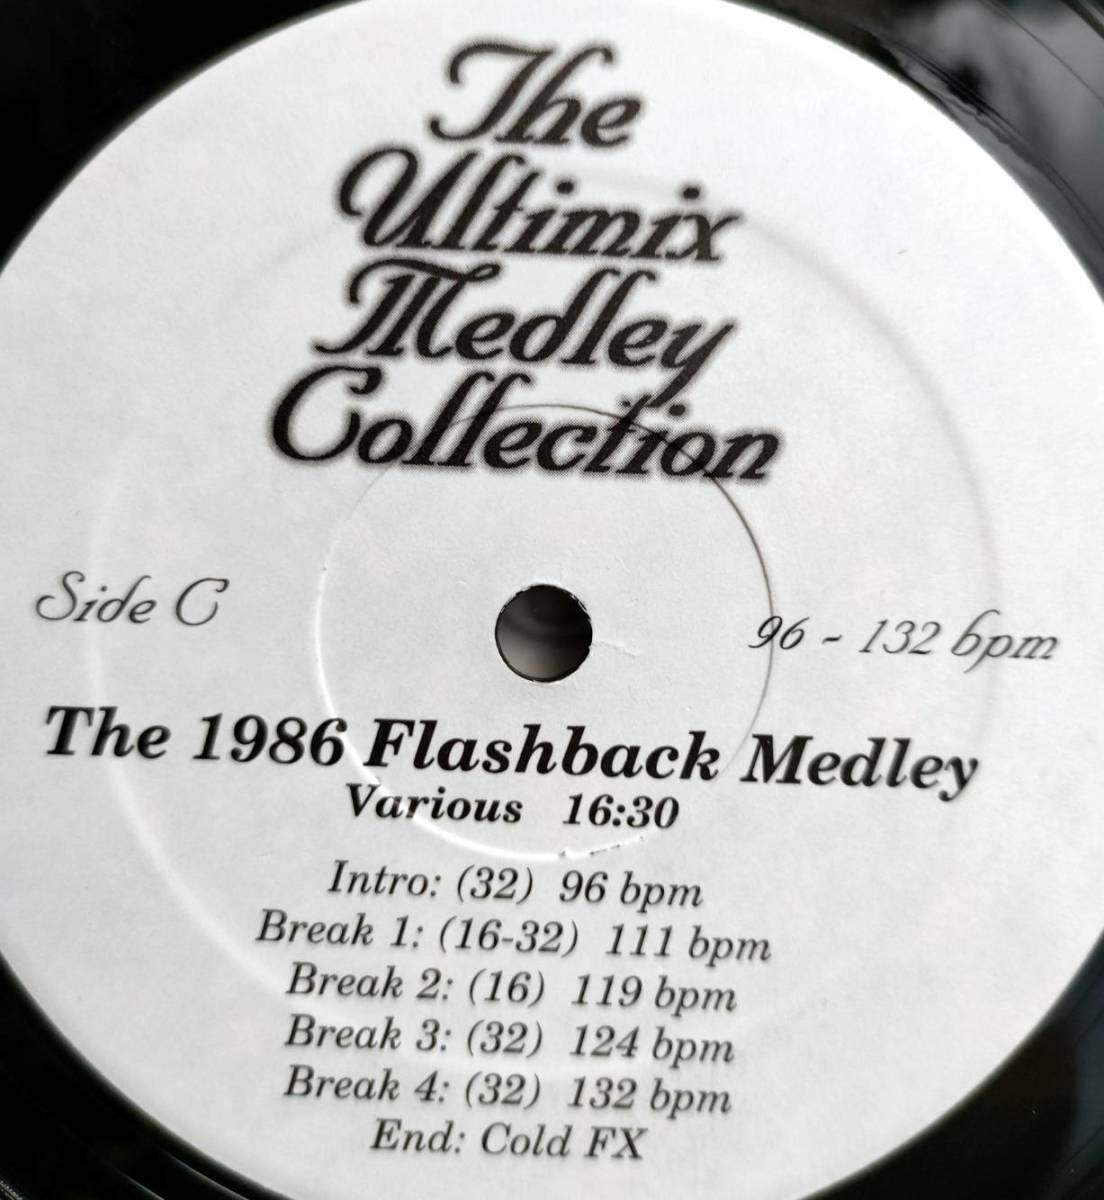 The
Ultimix
Medley
Collection
Side C
96 - 132 bpm
The 1986 Flashback Medley
Various 16:30
Intro: (32) 96 bpm
Break 1: (16-32) 111 bpm
Break 2: (16) 119 bpm
Break 3: (32) 124 bpm
Break 4: (32) 132 bpm
End: Cold FX